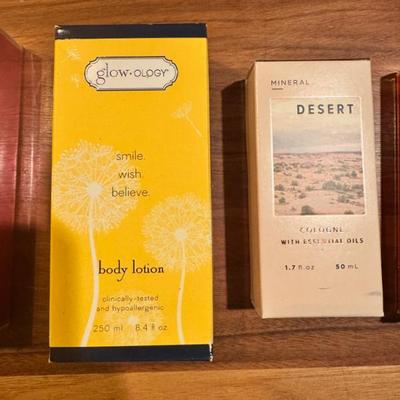 glow·OLOGY
smile.
wish.
believe.
body lotion
clinically-tested
and hypoallergenic
250 ml 8.4 fl oz
MINERAL
DESERT
COLOGNE
WITH ESSENTIAL OILS
1.7 fl oz 50 mL